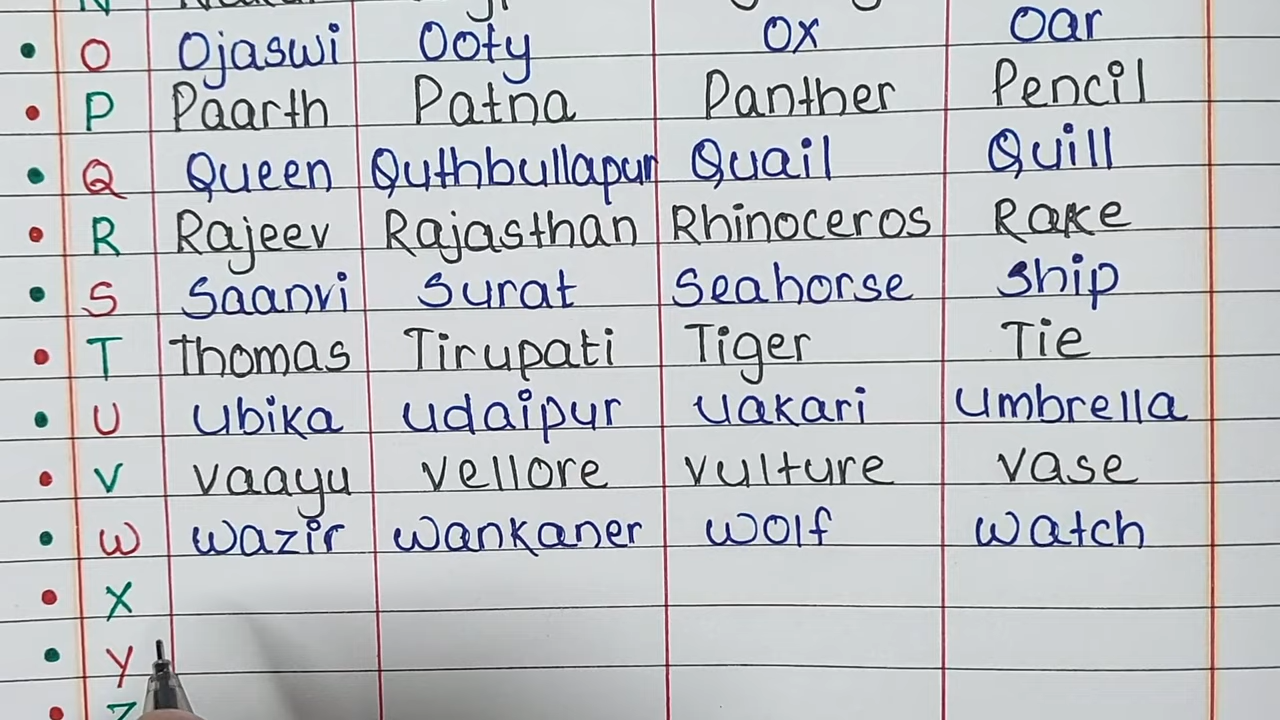 O Ojaswi Ooty Ox Oar
P Paarth Patna Panther Pencil
Q Queen Quthbullapur Quail Quill
R Rajeev Rajasthan Rhinoceros Rake
S Saanvi Surat Seahorse Ship
T Thomas Tirupati Tiger Tie
U Ubika Udaipur Uakari Umbrella
V Vaayu Vellore Vulture Vase
W Wazir Wankaner Wolf Watch
X
Y
Z